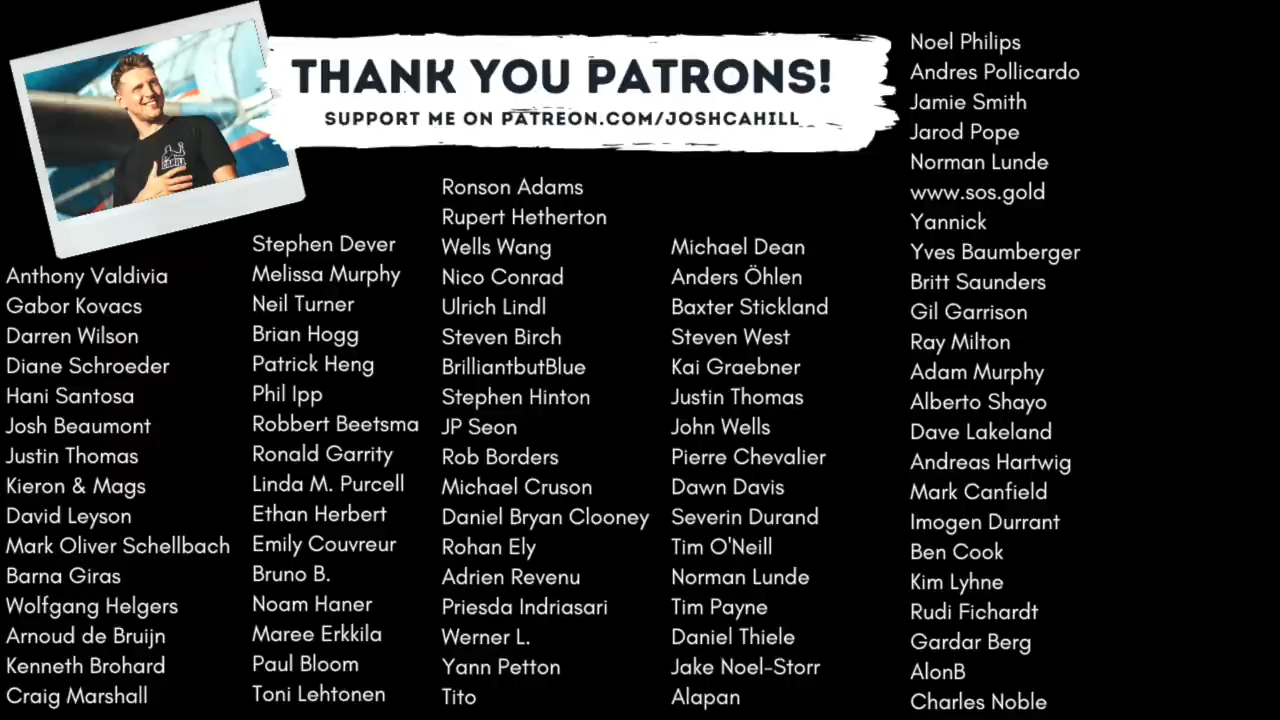 THANK YOU PATRONS!
SUPPORT ME ON PATREON.COM/JOSHCAHILL
Anthony Valdivia
Gabor Kovacs
Darren Wilson
Diane Schroeder
Hani Santosa
Josh Beaumont
Justin Thomas
Kieron & Mags
David Leyson
Mark Oliver Schellbach
Barna Giras
Wolfgang Helgers
Arnoud de Bruijn
Kenneth Brohard
Craig Marshall
Stephen Dever
Melissa Murphy
Neil Turner
Brian Hogg
Patrick Heng
Phil Ipp
Robbert Beetsma
Ronald Garrity
Linda M. Purcell
Ethan Herbert
Emily Couvreur
Bruno B.
Noam Haner
Maree Erkkila
Paul Bloom
Toni Lehtonen
Ronson Adams
Rupert Hetherton
Wells Wang
Nico Conrad
Ulrich Lindl
Steven Birch
BrilliantbutBlue
Stephen Hinton
JP Seon
Rob Borders
Michael Cruson
Daniel Bryan Clooney
Rohan Ely
Adrien Revenu
Priesda Indriasari
Werner L.
Yann Petton
Tito
Michael Dean
Anders Öhlen
Baxter Stickland
Steven West
Kai Graebner
Justin Thomas
John Wells
Pierre Chevalier
Dawn Davis
Severin Durand
Tim O'Neill
Norman Lunde
Tim Payne
Daniel Thiele
Jake Noel-Storr
Alapan
Noel Philips
Andres Pollicardo
Jamie Smith
Jarod Pope
Norman Lunde
www.sos.gold
Yannick
Yves Baumberger
Britt Saunders
Gil Garrison
Ray Milton
Adam Murphy
Alberto Shayo
Dave Lakeland
Andreas Hartwig
Mark Canfield
Imogen Durrant
Ben Cook
Kim Lyhne
Rudi Fichardt
Gardar Berg
AlonB
Charles Noble